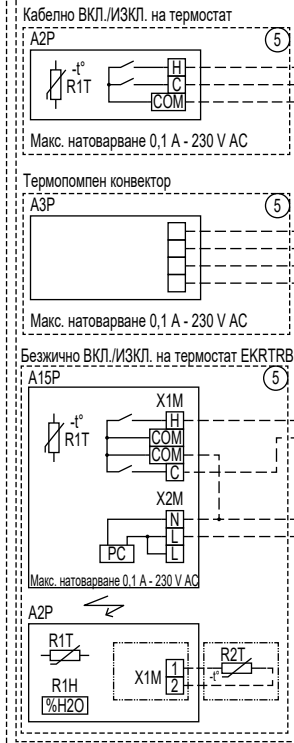 Кабелно ВКЛ./ИЗКЛ. на термостат
A2P
5
-t°
R1T
H
C
COM
Макс. натоварване 0,1 A - 230 V AC
Термопомпен конвектор
A3P
5
Макс. натоварване 0,1 A - 230 V AC
Безжично ВКЛ./ИЗКЛ. на термостат EKRTRB
A15P
5
X1M
-t°
R1T
H
COM
COM
C
X2M
N
L
L
PC
Макс. натоварване 0,1 A - 230 V AC
A2P
R1T
R1H
%H2O
X1M
1
2
R2T
-t°